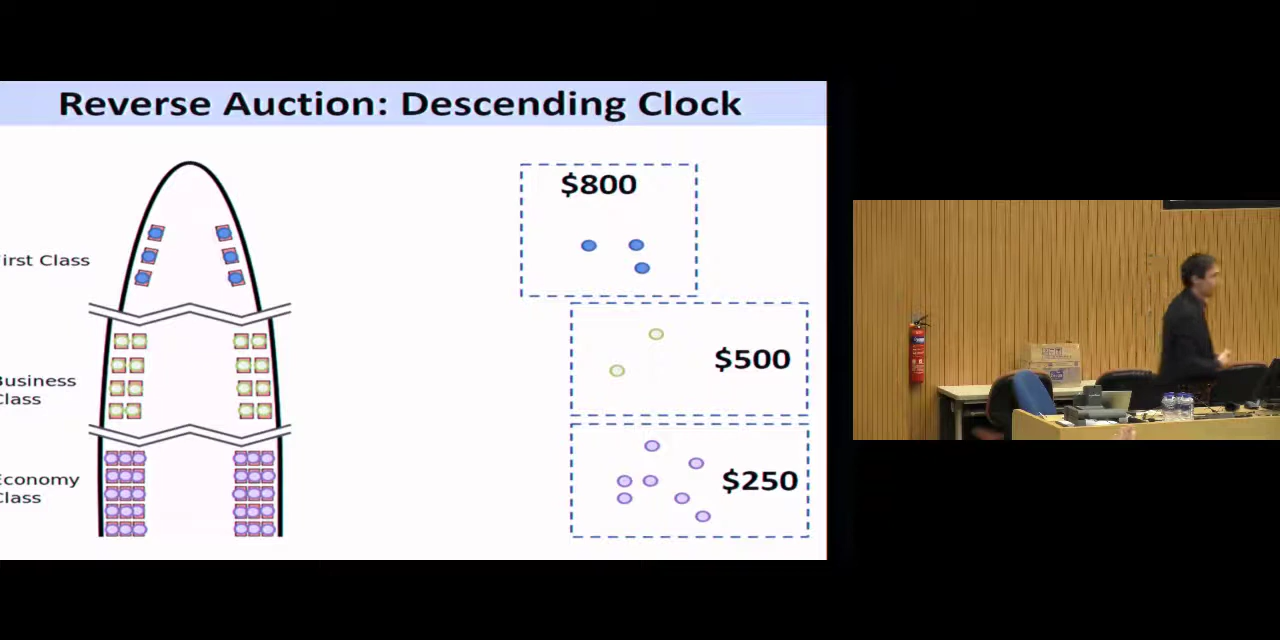 Reverse Auction: Descending Clock
$800
irst Class
$500
Business
Class
$250
Economy
Class